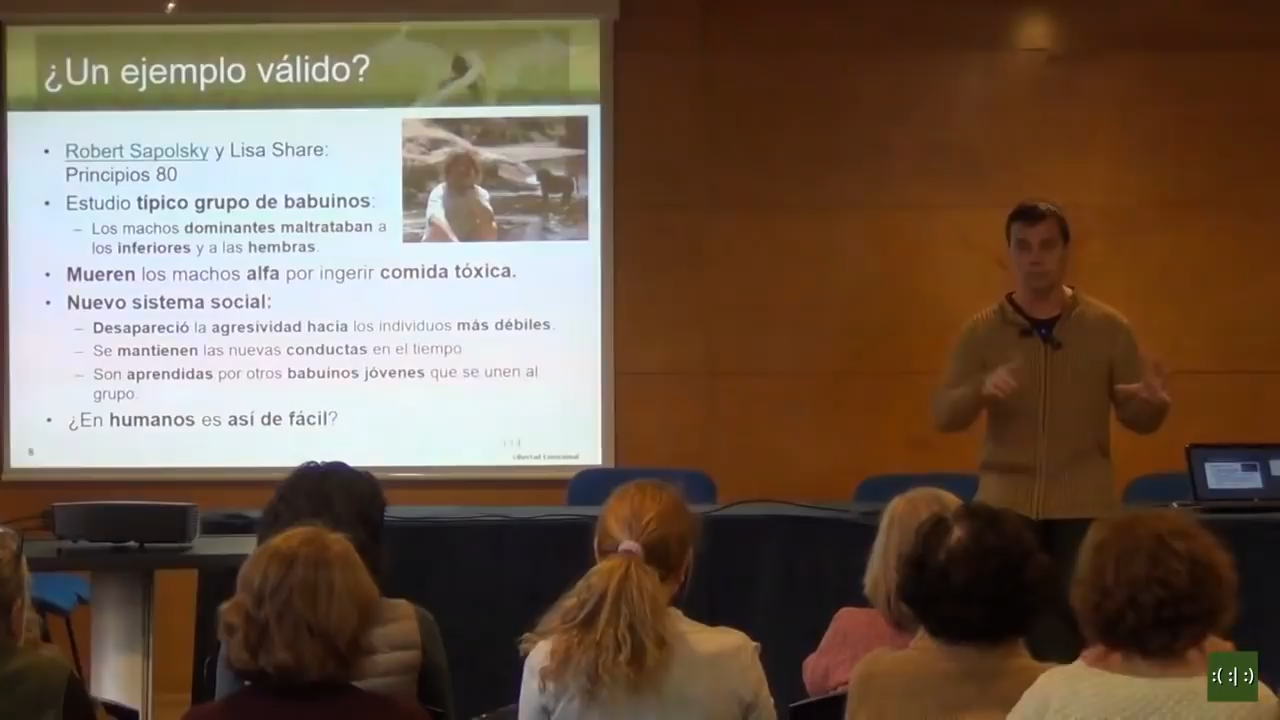 ¿Un ejemplo válido?
• Robert Sapolsky y Lisa Share:
Principios 80
• Estudio típico grupo de babuinos:
– Los machos dominantes maltrataban a
los inferiores y a las hembras.
• Mueren los machos alfa por ingerir comida tóxica.
• Nuevo sistema social:
– Desapareció la agresividad hacia los individuos más débiles.
– Se mantienen las nuevas conductas en el tiempo
– Son aprendidas por otros babuinos jóvenes que se unen al
grupo.
• ¿En humanos es así de fácil?
8
Libertad Emocional
:( :| :)